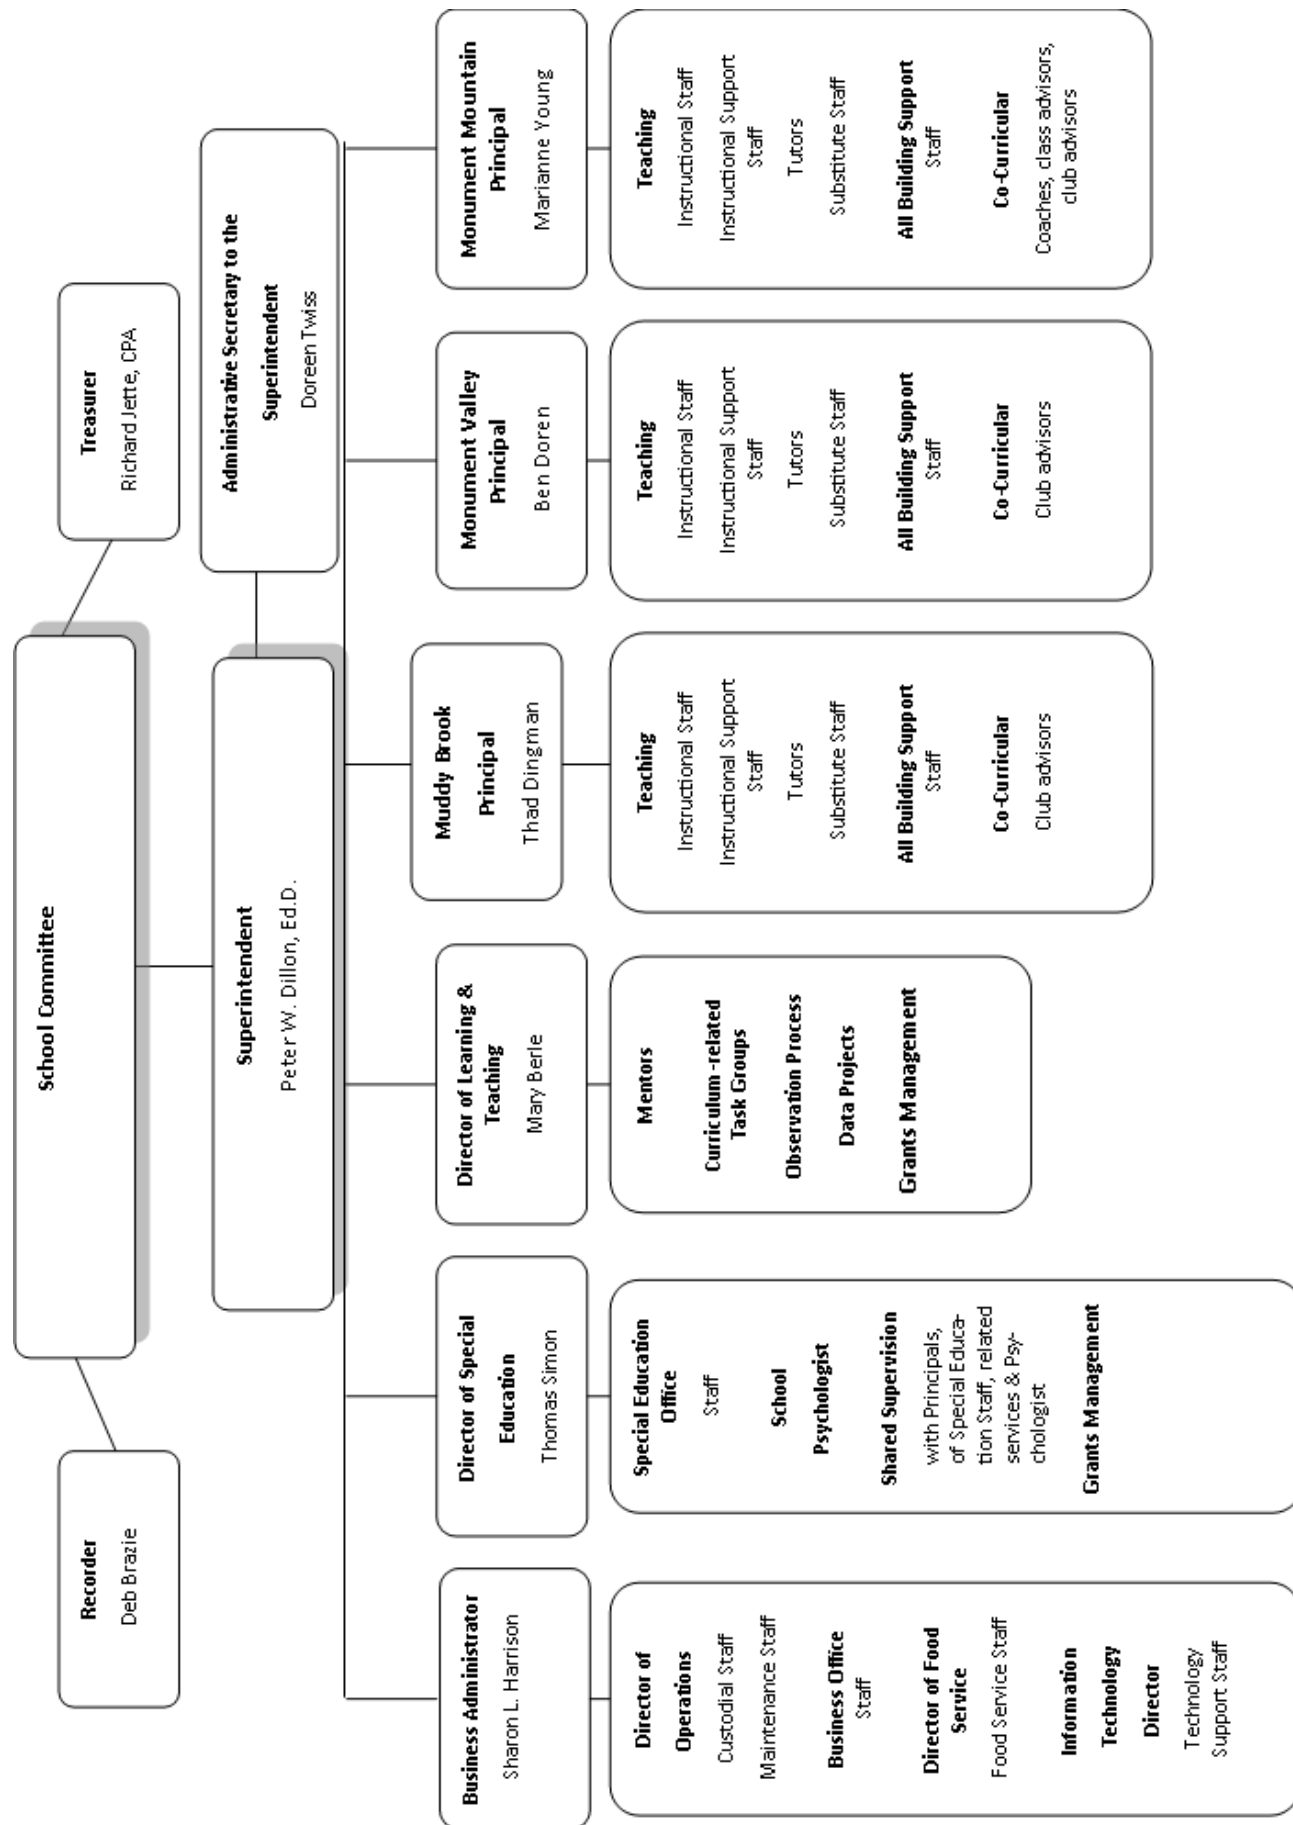 School Committee
Recorder
Deb Brazie
Treasurer
Richard Jette, CPA
Superintendent
Peter W. Dillon, Ed.D.
Administrative Secretary to the
Superintendent
Doreen Twiss
Business Administrator
Sharon L. Harrison
Director of
Operations
Custodial Staff
Maintenance Staff
Business Office
Staff
Director of Food
Service
Food Service Staff
Information
Technology
Director
Technology
Support Staff
Director of Special
Education
Thomas Simon
Special Education
Office
Staff
School
Psychologist
Shared Supervision
with Principals,
of Special Educa-
tion Staff, related
services & Psy-
chologist
Grants Management
Director of Learning &
Teaching
Mary Berle
Mentors
Curriculum -related
Task Groups
Observation Process
Data Projects
Grants Management
Muddy Brook
Principal
Thad Dingman
Teaching
Instructional Staff
Instructional Support
Staff
Tutors
Substitute Staff
All Building Support
Staff
Co-Curricular
Club advisors
Monument Valley
Principal
Ben Doren
Teaching
Instructional Staff
Instructional Support
Staff
Tutors
Substitute Staff
All Building Support
Staff
Co-Curricular
Club advisors
Monument Mountain
Principal
Marianne Young
Teaching
Instructional Staff
Instructional Support
Staff
Tutors
Substitute Staff
All Building Support
Staff
Co-Curricular
Coaches, class advisors,
club advisors